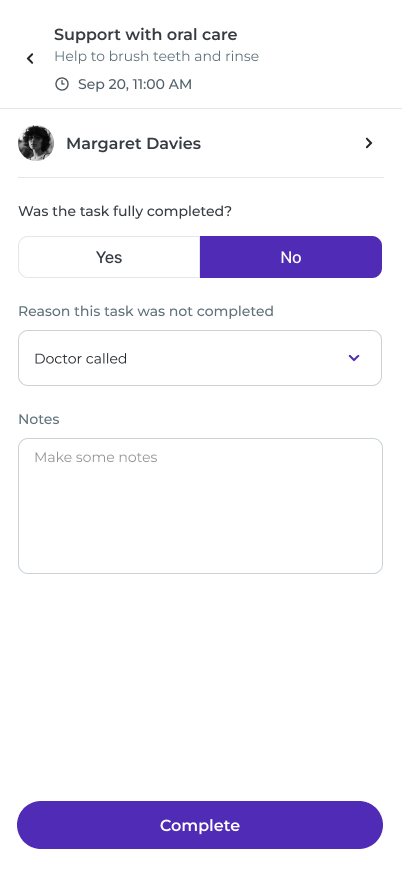 Support with oral care
Help to brush teeth and rinse
Sep 20, 11:00 AM
Margaret Davies
Was the task fully completed?
Yes
No
Reason this task was not completed
Doctor called
Notes
Make some notes
Complete